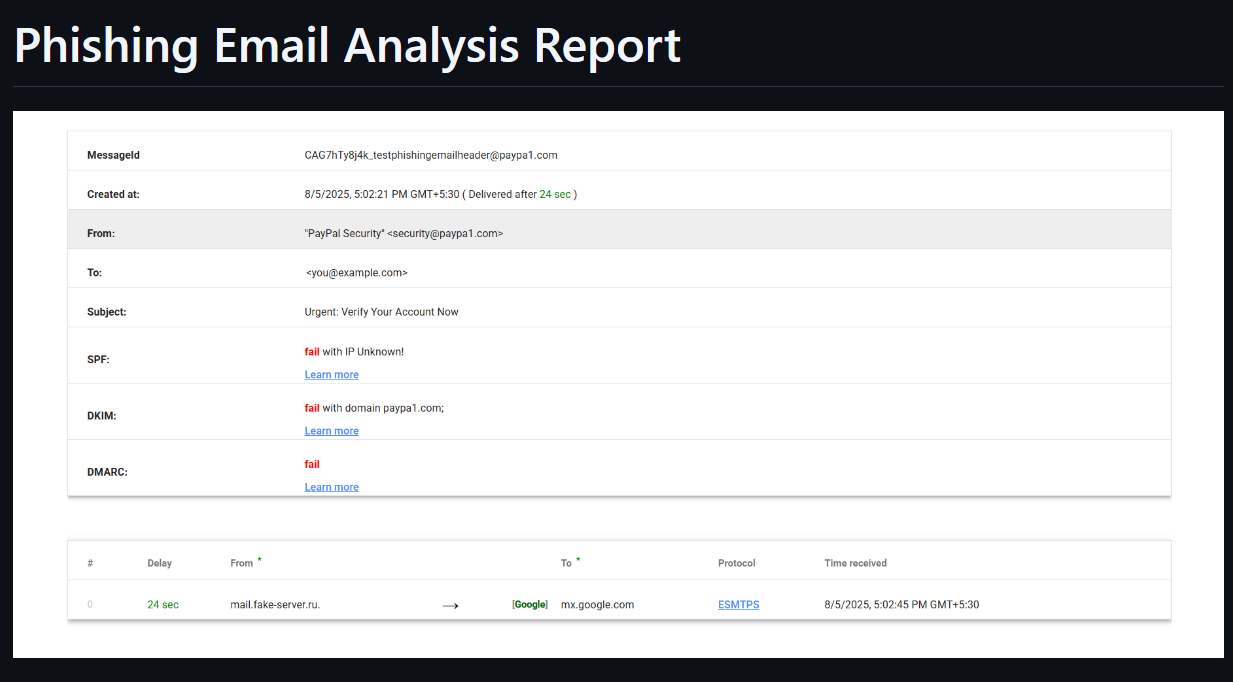 Phishing Email Analysis Report
MessageId CAG7hTy8j4k_testphishingemailheader@paypa1.com
Created at: 8/5/2025, 5:02:21 PM GMT+5:30 ( Delivered after 24 sec )
From: "PayPal Security" <security@paypa1.com>
To: <you@example.com>
Subject: Urgent: Verify Your Account Now
SPF: fail with IP Unknown!
Learn more
DKIM: fail with domain paypa1.com;
Learn more
DMARC: fail
Learn more
# Delay From * To * Protocol Time received
0 24 sec mail.fake-server.ru. → [Google] mx.google.com ESMTPS 8/5/2025, 5:02:45 PM GMT+5:30